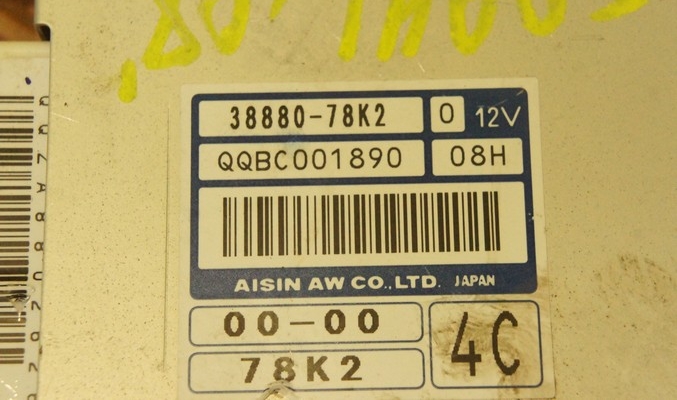 38880-78K2 0 12V
QQBC001890 08H
AISIN AW CO.,LTD. JAPAN
00-00
78K2
4C